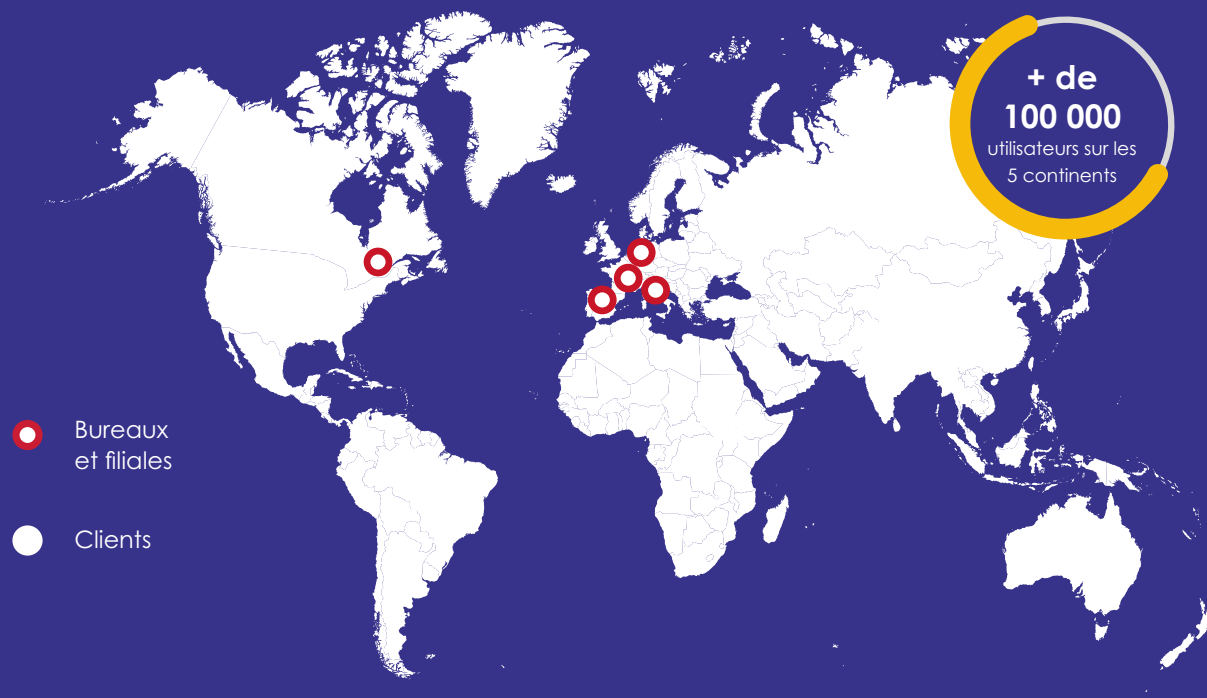 + de
100 000
utilisateurs sur les
5 continents
Bureaux
et filiales
Clients